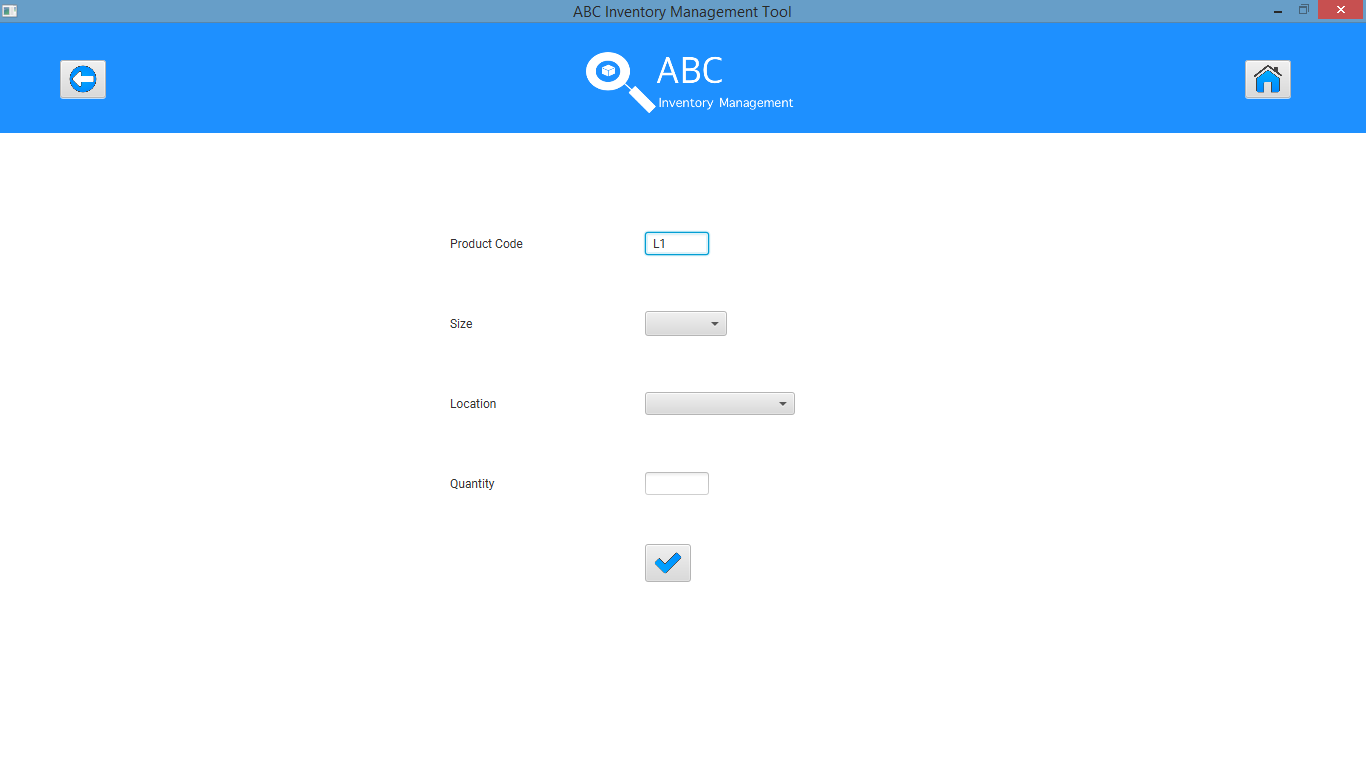 ABC Inventory Management Tool
ABC
Inventory Management
Product Code
L1
Size
Location
Quantity